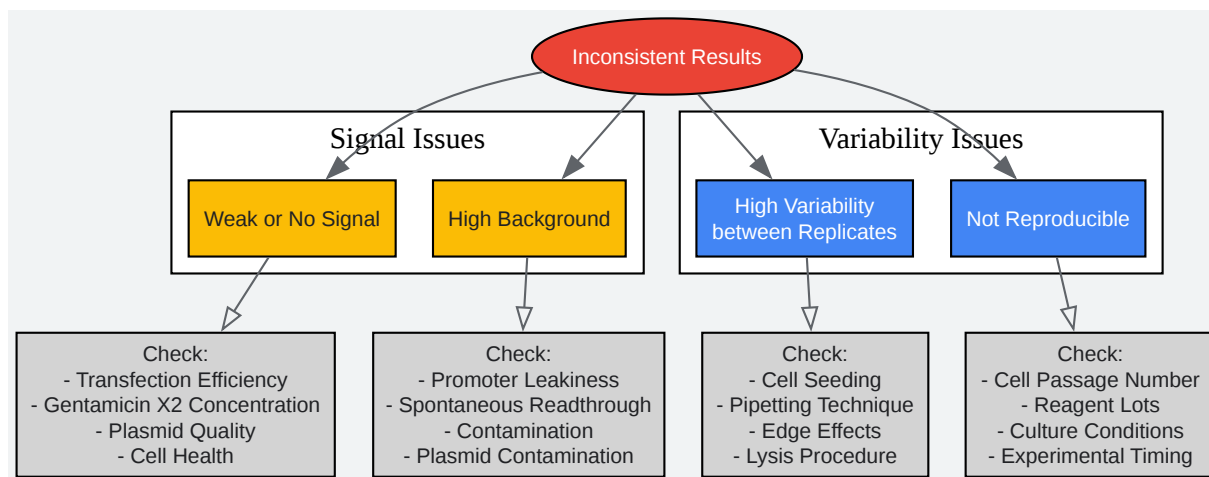 Inconsistent Results
Signal Issues
Variability Issues
Weak or No Signal
High Background
High Variability
between Replicates
Not Reproducible
Check:
- Transfection Efficiency
- Gentamicin X2 Concentration
- Plasmid Quality
- Cell Health
Check:
- Promoter Leakiness
- Spontaneous Readthrough
- Contamination
- Plasmid Contamination
Check:
- Cell Seeding
- Pipetting Technique
- Edge Effects
- Lysis Procedure
Check:
- Cell Passage Number
- Reagent Lots
- Culture Conditions
- Experimental Timing